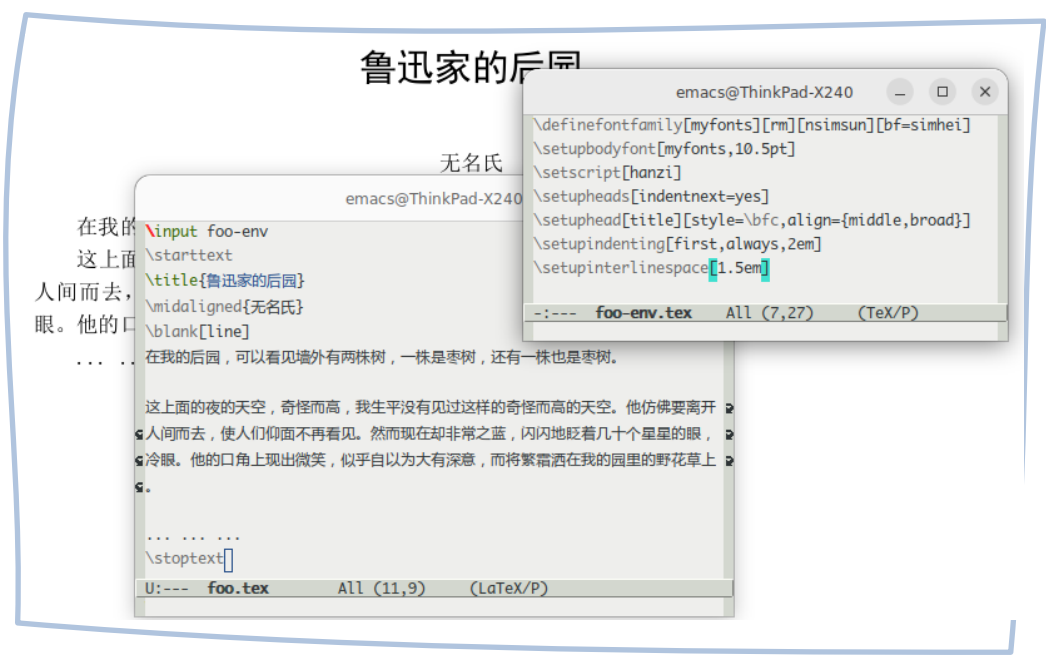 鲁迅家的后园
无名氏
在我的
这上面
人间而去，
眼。他的口
... ..
emacs@ThinkPad-X240
\definefontfamily[myfonts][rm][nsimsun][bf=simhei]
\setupbodyfont[myfonts,10.5pt]
\setscript[hanzi]
\setupheads[indentnext=yes]
\setuphead[title][style=\bfc,align={middle,broad}]
\setupindenting[first,always,2em]
\setupinterlinespace[1.5em]
-:--- foo-env.tex All (7,27) (TeX/P)
emacs@ThinkPad-X240
\input foo-env
\starttext
\title{鲁迅家的后园}
\midaligned{无名氏}
\blank[line]
在我的后园，可以看见墙外有两株树，一株是枣树，还有一株也是枣树。
这上面的夜的天空，奇怪而高，我生平没有见过这样的奇怪而高的天空。他仿佛要离开
人间而去，使人们仰面不再看见。然而现在却非常之蓝，闪闪地眨着几十个星星的眼，
冷眼。他的口角上现出微笑，似乎自以为大有深意，而将繁霜洒在我的园里的野花草上
。
... ... ...
\stoptext
U:--- foo.tex All (11,9) (LaTeX/P)